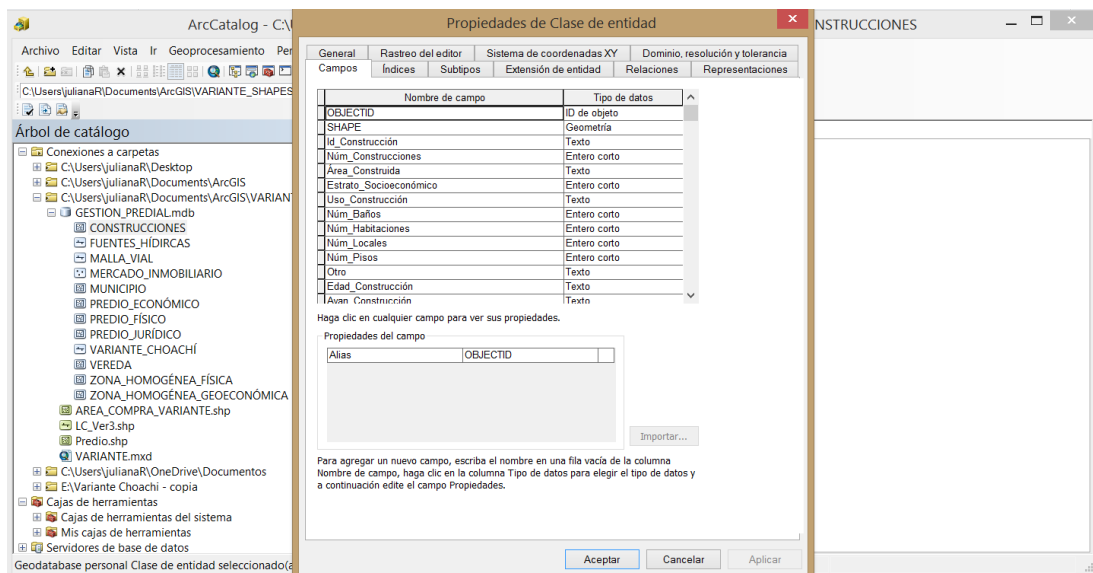 ArcCatalog - C:\U
Propiedades de Clase de entidad
NSTRUCCIONES
Archivo Editar Vista Ir Geoprocesamiento Per
C:\Users\julianaR\Documents\ArcGIS\VARIANTE_SHAPES
Árbol de catálogo
Conexiones a carpetas
C:\Users\julianaR\Desktop
C:\Users\julianaR\Documents\ArcGIS
C:\Users\julianaR\Documents\ArcGIS\VARIAN
GESTION_PREDIAL.mdb
CONSTRUCCIONES
FUENTES_HÍDIRCAS
MALLA_VIAL
MERCADO_INMOBILIARIO
MUNICIPIO
PREDIO_ECONÓMICO
PREDIO_FÍSICO
PREDIO_JURÍDICO
VARIANTE_CHOACHÍ
VEREDA
ZONA_HOMOGÉNEA_FÍSICA
ZONA_HOMOGÉNEA_GEOECONÓMICA
AREA_COMPRA_VARIANTE.shp
LC_Ver3.shp
Predio.shp
VARIANTE.mxd
C:\Users\julianaR\OneDrive\Documentos
E:\Variante Choachi - copia
Cajas de herramientas
Cajas de herramientas del sistema
Mis cajas de herramientas
Servidores de base de datos
Geodatabase personal Clase de entidad seleccionado(a
General Rastreo del editor Sistema de coordenadas XY Dominio, resolución y tolerancia
Campos Índices Subtipos Extensión de entidad Relaciones Representaciones
Nombre de campo Tipo de datos
OBJECTID ID de objeto
SHAPE Geometría
Id_Construcción Texto
Núm_Construcciones Entero corto
Área_Construida Texto
Estrato_Socioeconómico Entero corto
Uso_Construcción Texto
Núm_Baños Entero corto
Núm_Habitaciones Entero corto
Núm_Locales Entero corto
Núm_Pisos Entero corto
Otro Texto
Edad_Construcción Texto
Avan_Construcción Texto
Haga clic en cualquier campo para ver sus propiedades.
Propiedades del campo
Alias OBJECTID
Importar...
Para agregar un nuevo campo, escriba el nombre en una fila vacía de la columna
Nombre de campo, haga clic en la columna Tipo de datos para elegir el tipo de datos y
a continuación edite el campo Propiedades.
Aceptar Cancelar Aplicar